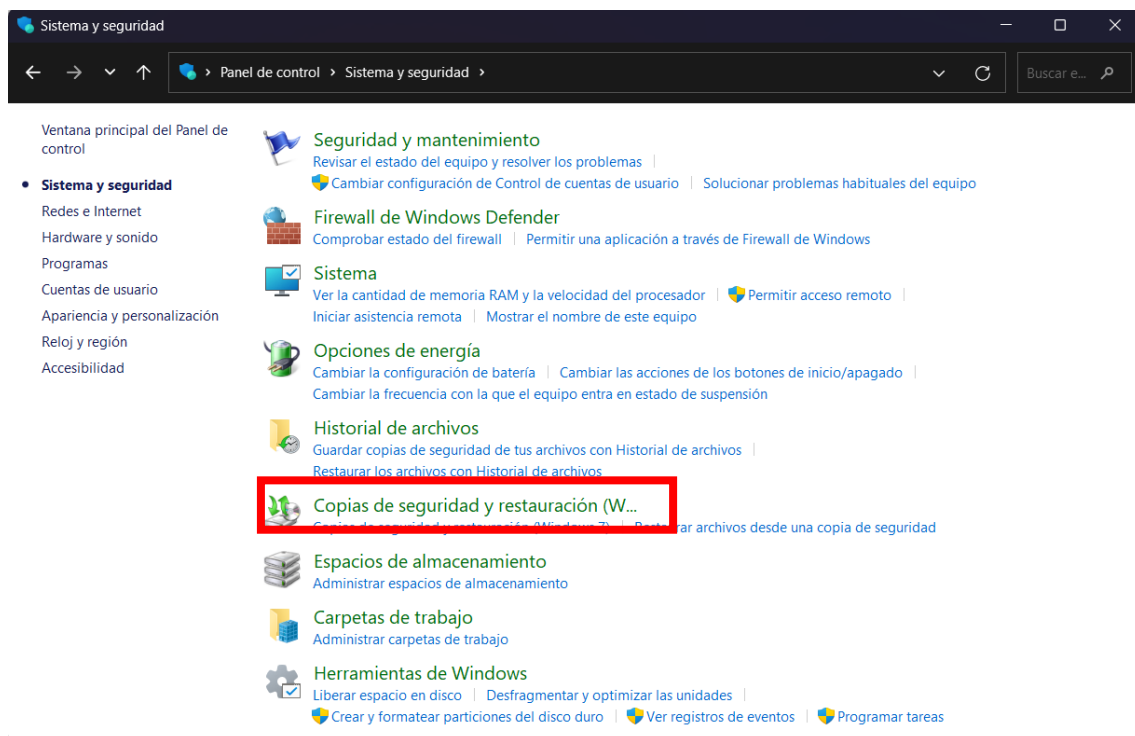 Sistema y seguridad
Panel de control > Sistema y seguridad >
Buscar e...
Ventana principal del Panel de
control
Sistema y seguridad
Redes e Internet
Hardware y sonido
Programas
Cuentas de usuario
Apariencia y personalización
Reloj y región
Accesibilidad
Seguridad y mantenimiento
Revisar el estado del equipo y resolver los problemas
Cambiar configuración de Control de cuentas de usuario | Solucionar problemas habituales del equipo
Firewall de Windows Defender
Comprobar estado del firewall | Permitir una aplicación a través de Firewall de Windows
Sistema
Ver la cantidad de memoria RAM y la velocidad del procesador | Permitir acceso remoto
Iniciar asistencia remota | Mostrar el nombre de este equipo
Opciones de energía
Cambiar la configuración de batería | Cambiar las acciones de los botones de inicio/apagado
Cambiar la frecuencia con la que el equipo entra en estado de suspensión
Historial de archivos
Guardar copias de seguridad de tus archivos con Historial de archivos
Restaurar los archivos con Historial de archivos
Copias de seguridad y restauración (W...
Copias de seguridad y restauración (Windows 7) | archivos desde una copia de seguridad
Espacios de almacenamiento
Administrar espacios de almacenamiento
Carpetas de trabajo
Administrar carpetas de trabajo
Herramientas de Windows
Liberar espacio en disco | Desfragmentar y optimizar las unidades
Crear y formatear particiones del disco duro | Ver registros de eventos | Programar tareas